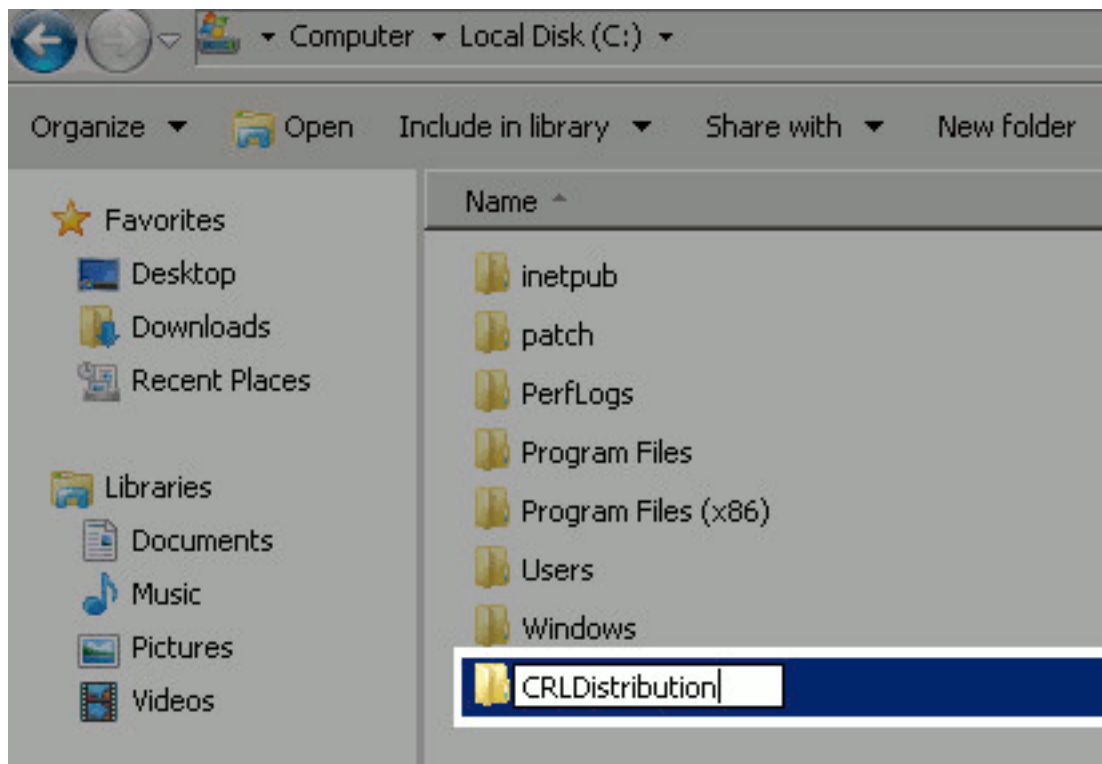 Computer Local Disk (C:)
Organize Open Include in library Share with New folder
Favorites
Desktop
Downloads
Recent Places
Libraries
Documents
Music
Pictures
Videos
Name
inetpub
patch
PerfLogs
Program Files
Program Files (x86)
Users
Windows
CRLDistribution